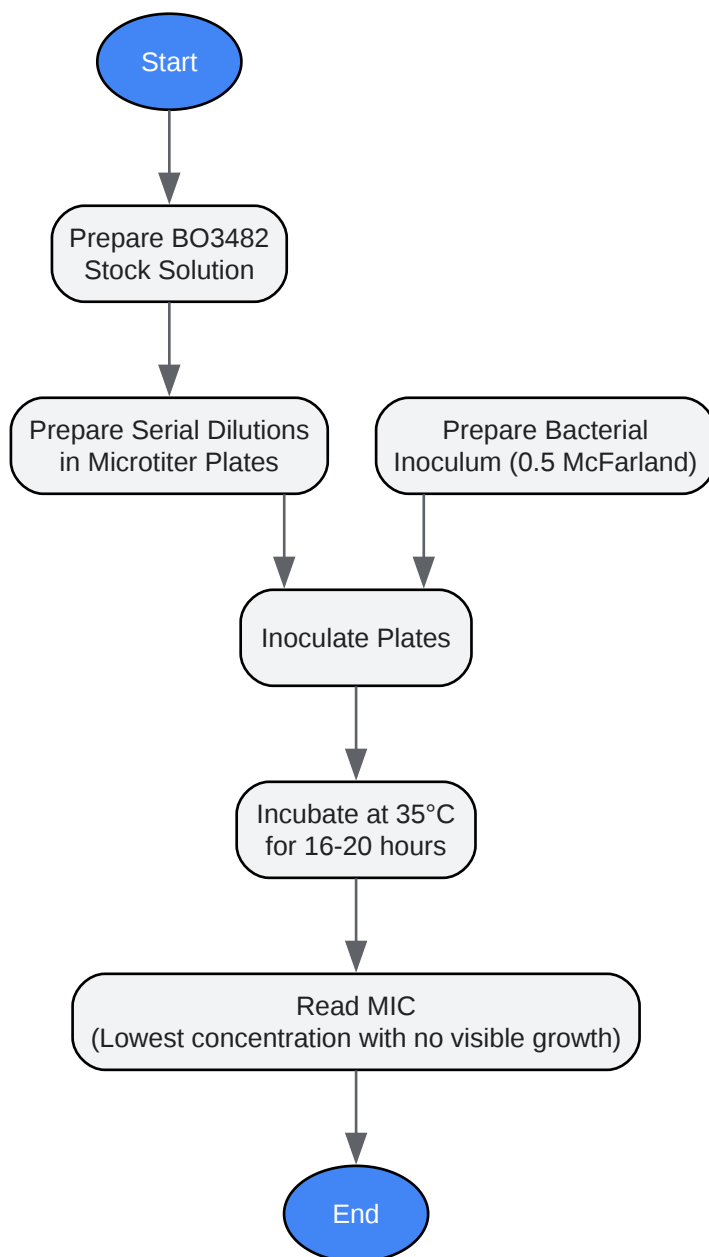 Start
Prepare BO3482
Stock Solution
Prepare Serial Dilutions
in Microtiter Plates
Prepare Bacterial
Inoculum (0.5 McFarland)
Inoculate Plates
Incubate at 35°C
for 16-20 hours
Read MIC
(Lowest concentration with no visible growth)
End